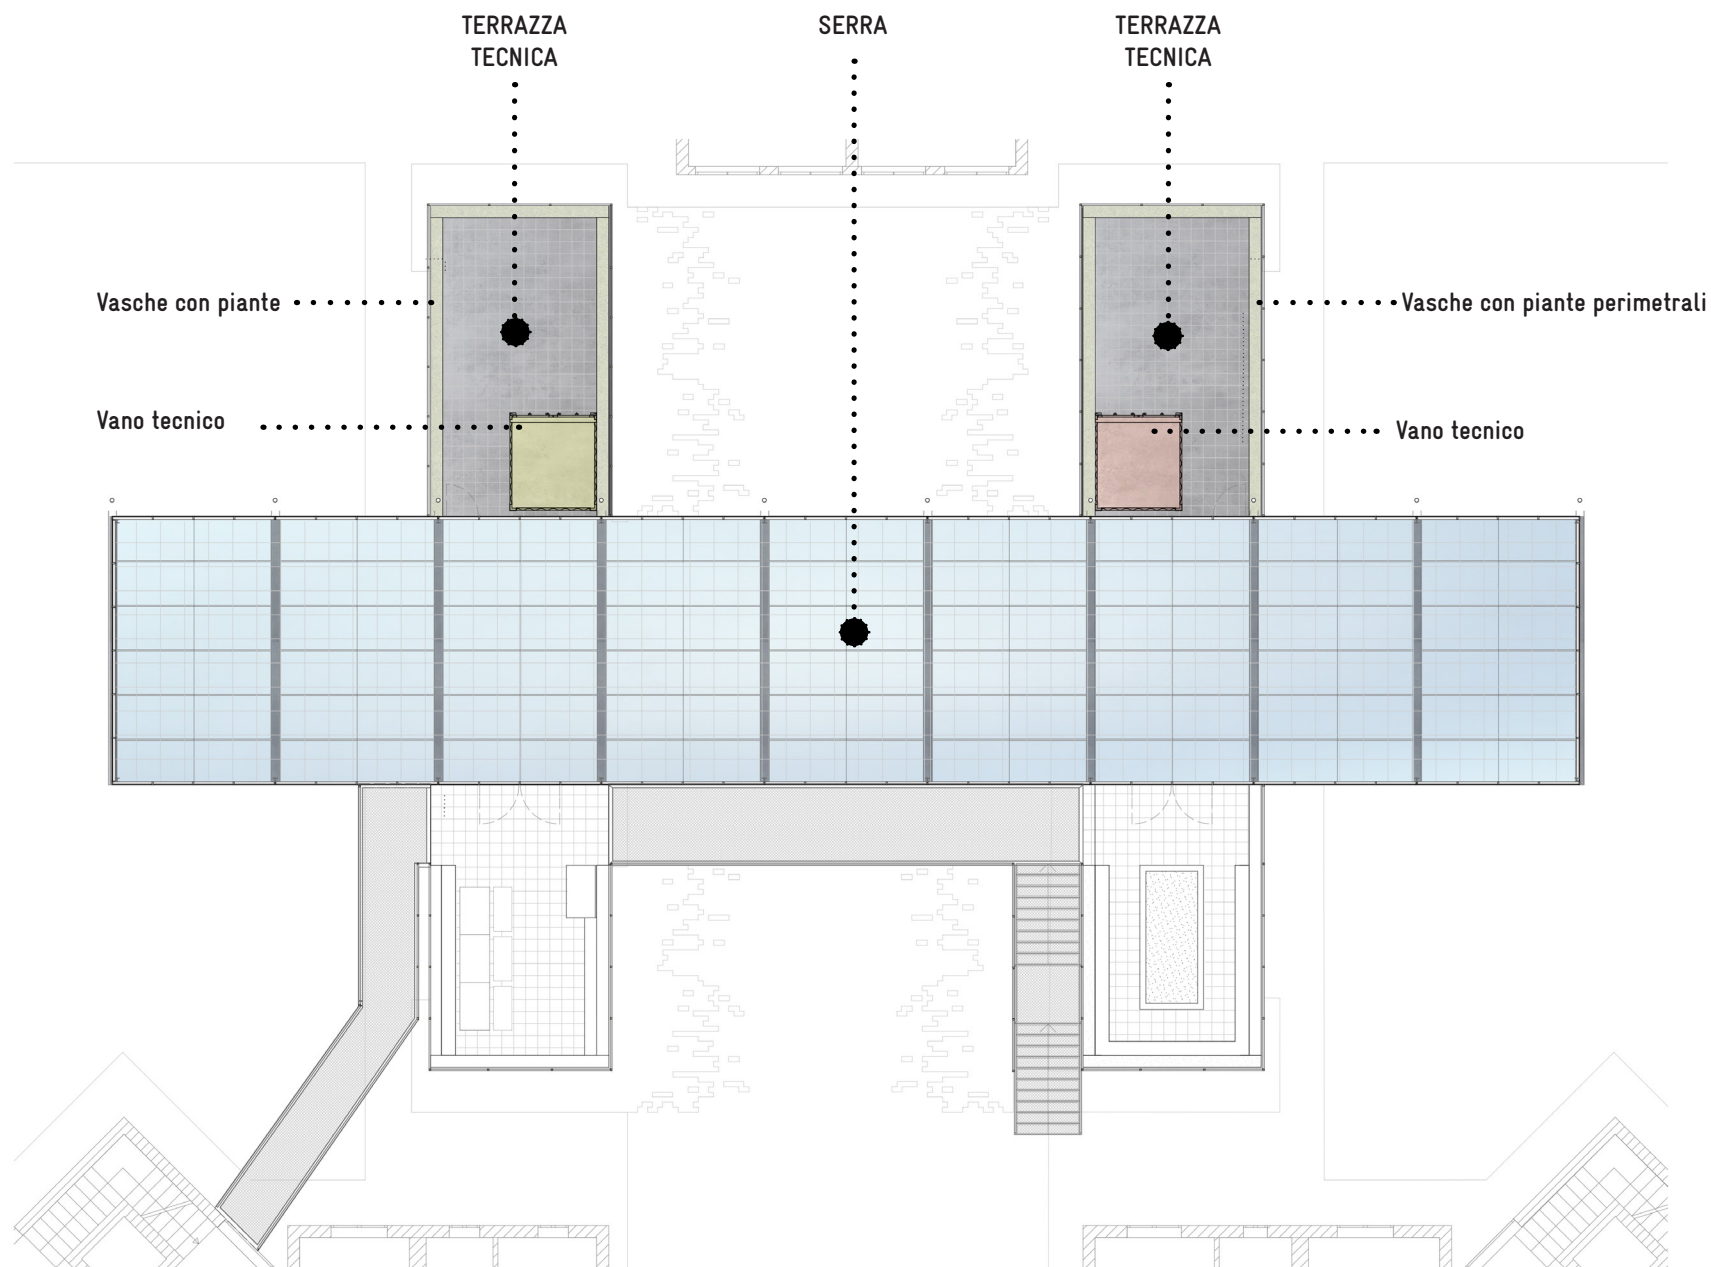 TERRAZZA
TECNICA
SERRA
TERRAZZA
TECNICA
Vasche con piante
Vasche con piante perimetrali
Vano tecnico
Vano tecnico